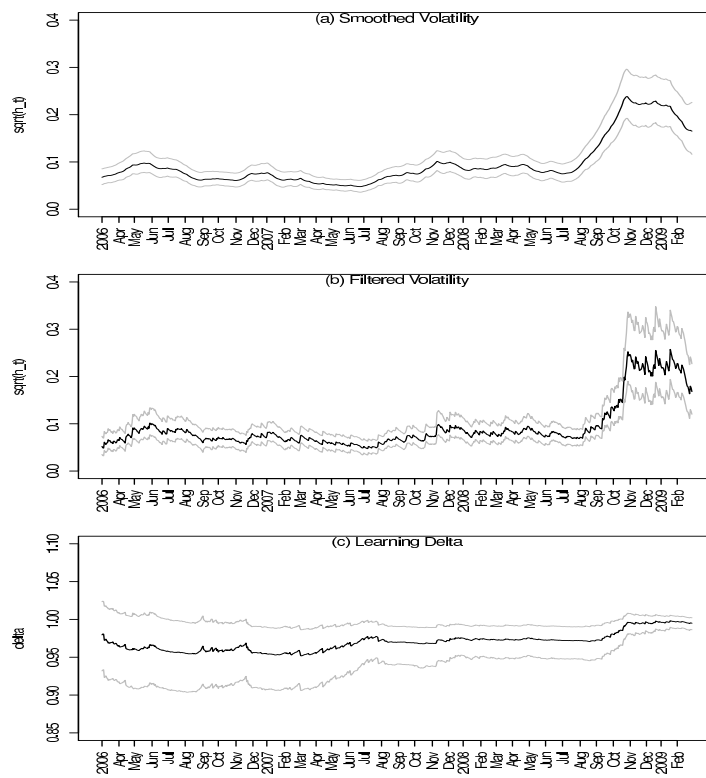 (a) Smoothed Volatility
sqrt(h_t)
0.4
0.3
0.2
0.1
0.0
2006 Apr May Jun Jul Aug Sep Oct Nov Dec 2007 Feb Mar Apr May Jun Jul Aug Sep Oct Nov Dec 2008 Feb Mar Apr May Jun Jul Aug Sep Oct Nov Dec 2009 Feb
(b) Filtered Volatility
sqrt(h_t)
0.4
0.3
0.2
0.1
0.0
2006 Apr May Jun Jul Aug Sep Oct Nov Dec 2007 Feb Mar Apr May Jun Jul Aug Sep Oct Nov Dec 2008 Feb Mar Apr May Jun Jul Aug Sep Oct Nov Dec 2009 Feb
(c) Learning Delta
delta
1.10
1.05
1.00
0.95
0.90
0.85
2006 Apr May Jun Jul Aug Sep Oct Nov Dec 2007 Feb Mar Apr May Jun Jul Aug Sep Oct Nov Dec 2008 Feb Mar Apr May Jun Jul Aug Sep Oct Nov Dec 2009 Feb